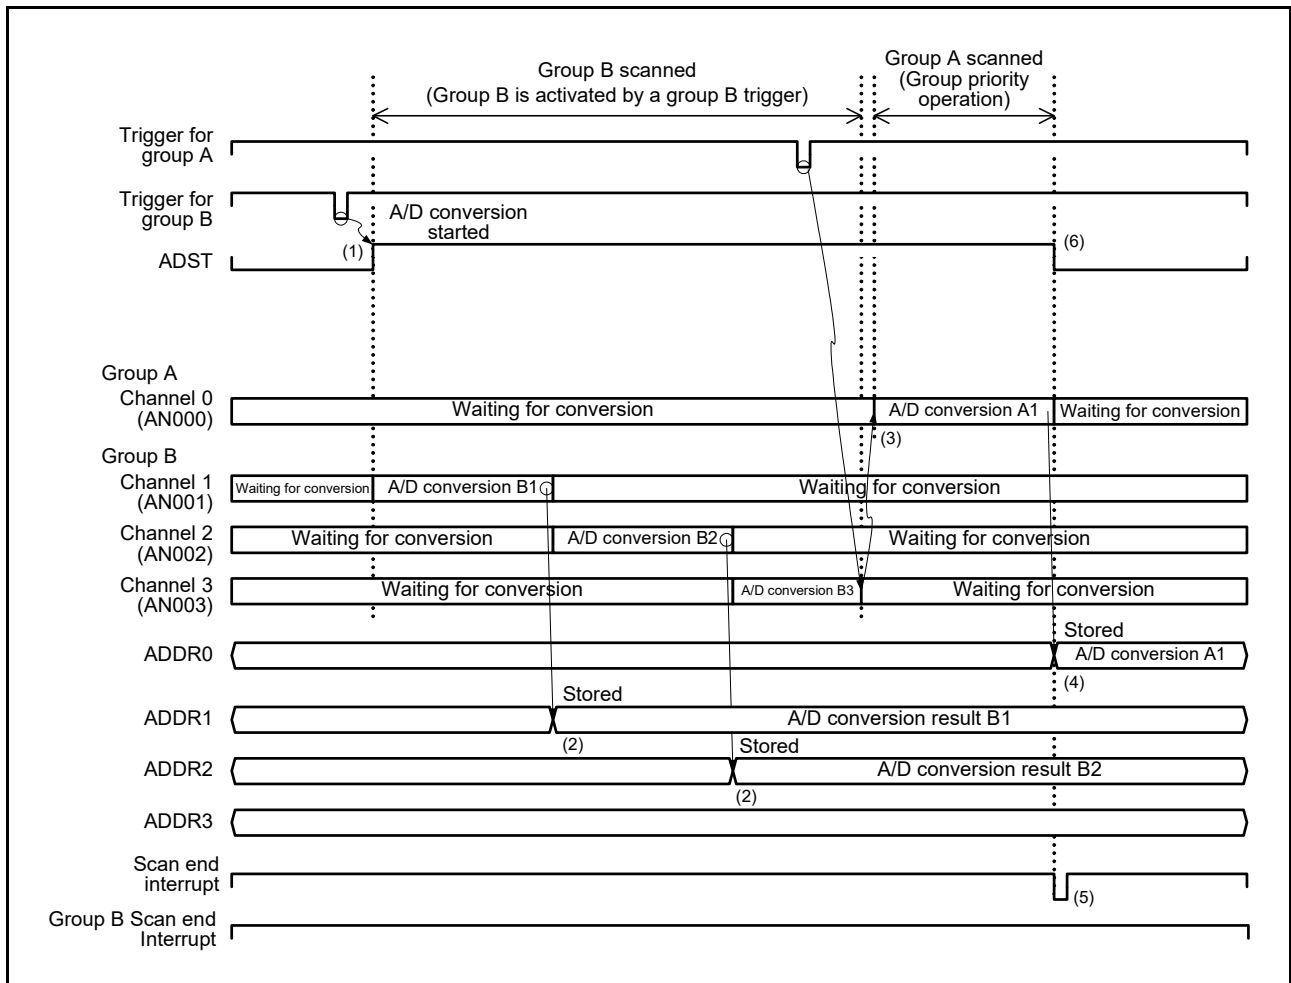 Group B scanned
(Group B is activated by a group B trigger)
Group A scanned
(Group priority
operation)
Trigger for
group A
Trigger for
group B
A/D conversion
started
(1)
(6)
ADST
Group A
Channel 0
(AN000)
Waiting for conversion
A/D conversion A1
Waiting for conversion
(3)
Group B
Channel 1
(AN001)
Waiting for conversion
A/D conversion B1
Waiting for conversion
Channel 2
(AN002)
Waiting for conversion
A/D conversion B2
Waiting for conversion
Channel 3
(AN003)
Waiting for conversion
A/D conversion B3
Waiting for conversion
Stored
ADDR0
A/D conversion A1
(4)
Stored
ADDR1
A/D conversion result B1
(2)
Stored
ADDR2
A/D conversion result B2
(2)
ADDR3
Scan end
interrupt
(5)
Group B Scan end
Interrupt